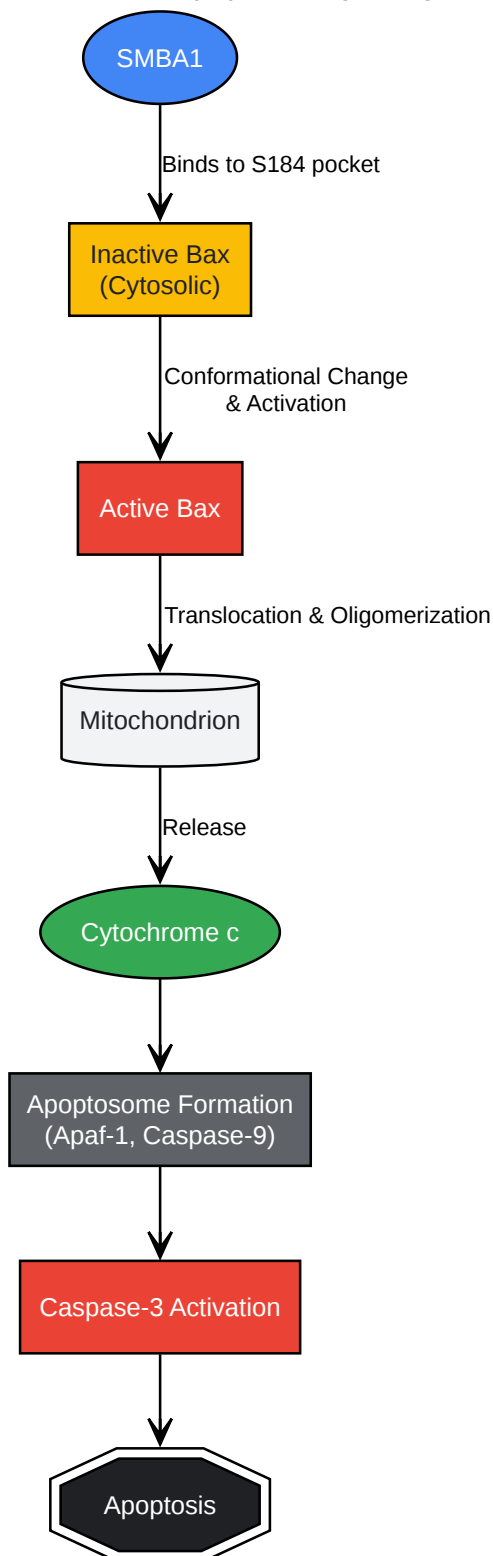 SMBA1
Binds to S184 pocket
Inactive Bax
(Cytosolic)
Conformational Change
& Activation
Active Bax
Translocation & Oligomerization
Mitochondrion
Release
Cytochrome c
Apoptosome Formation
(Apaf-1, Caspase-9)
Caspase-3 Activation
Apoptosis